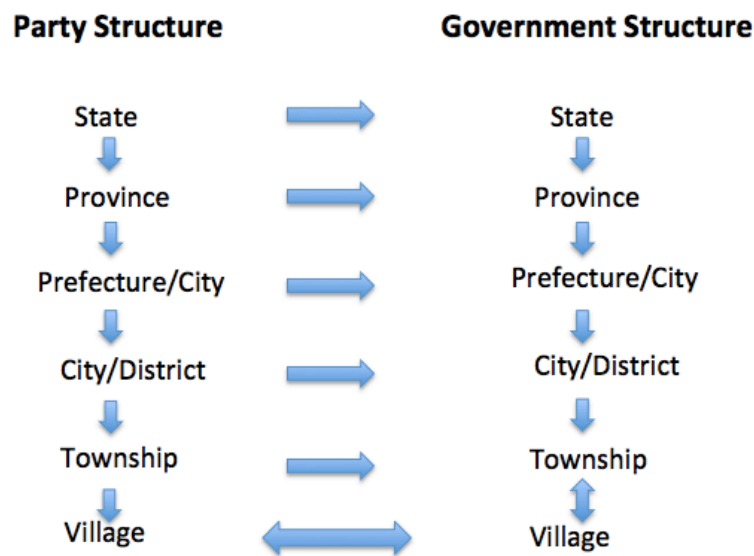 Party Structure
Government Structure
State
State
Province
Province
Prefecture/City
Prefecture/City
City/District
City/District
Township
Township
Village
Village